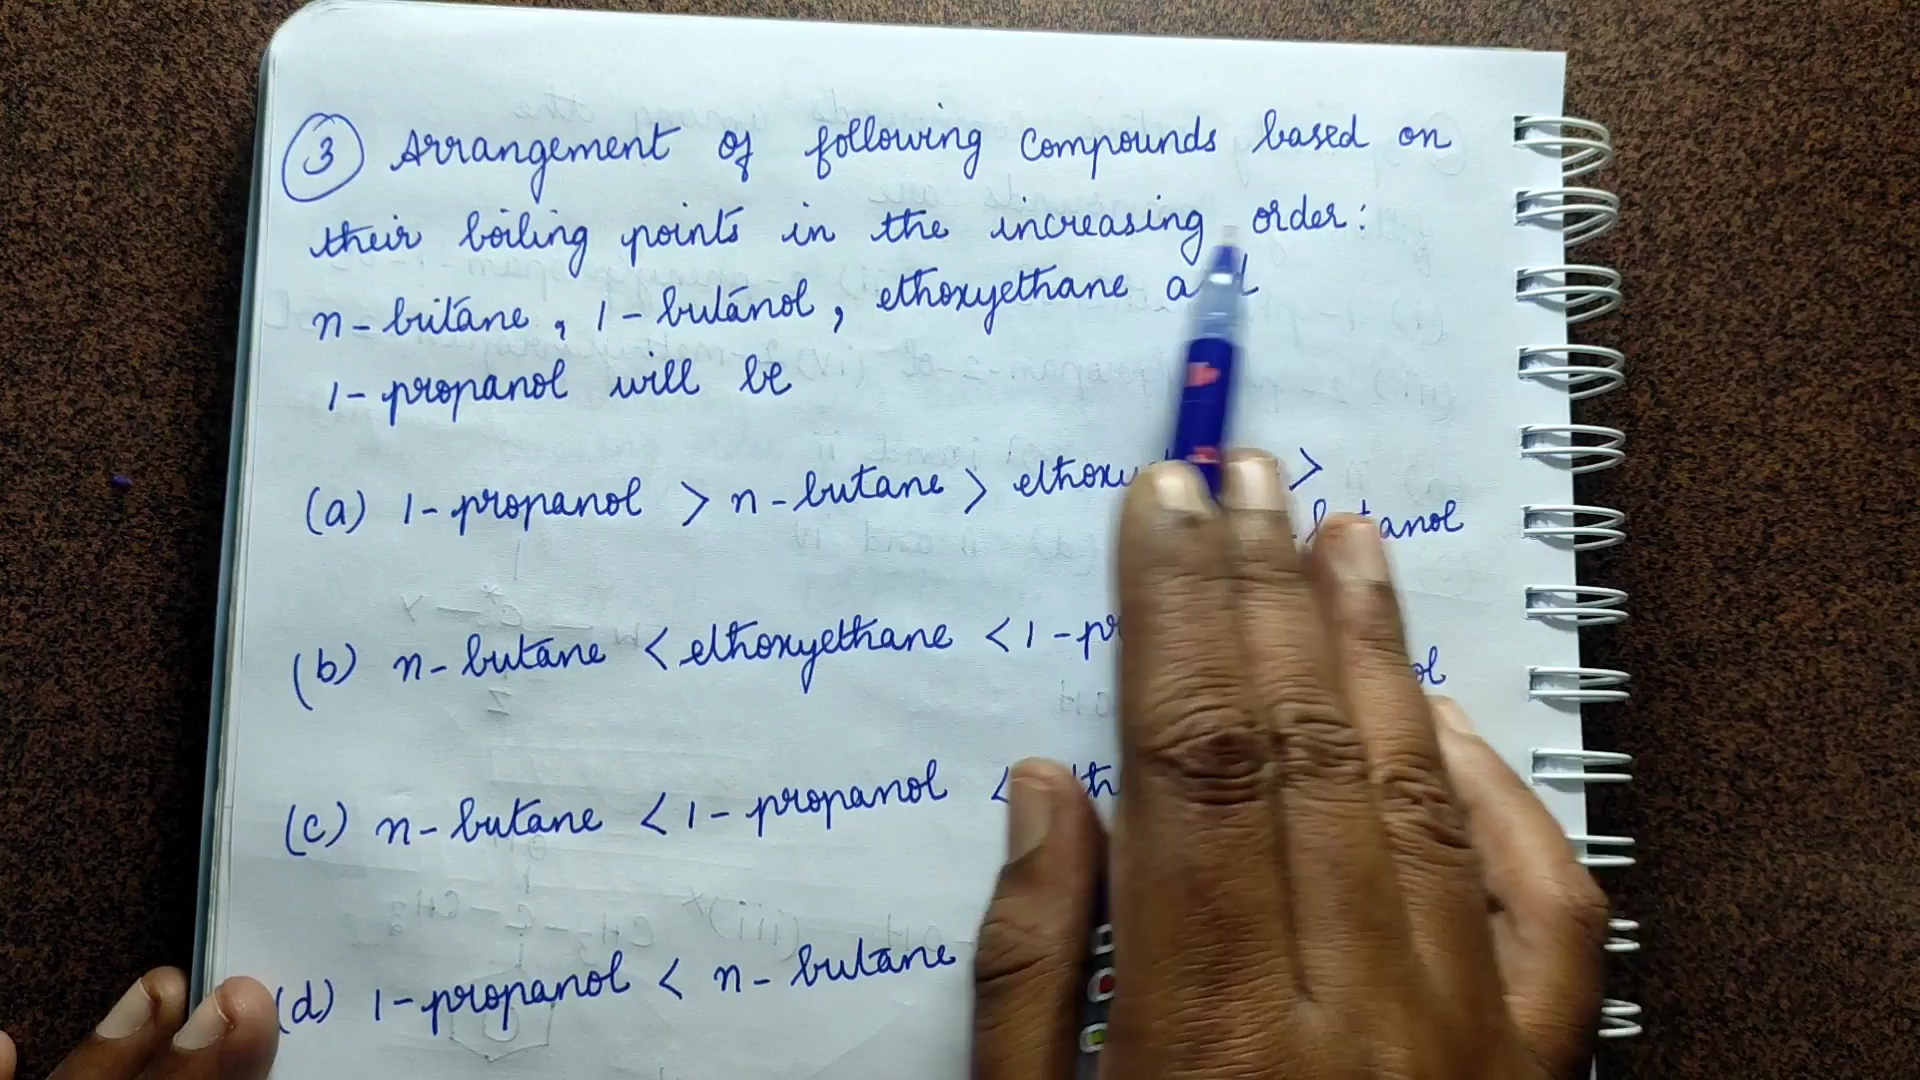 3 Arrangement of following compounds based on
their boiling points in the increasing order:
n-butane, 1-butanol, ethoxyethane and
1-propanol will be
(a) 1-propanol > n-butane > >
(b) n-butane < ethoxyethane < 1-
(c) n-butane < 1-propanol <
(d) 1-propanol < n-butane